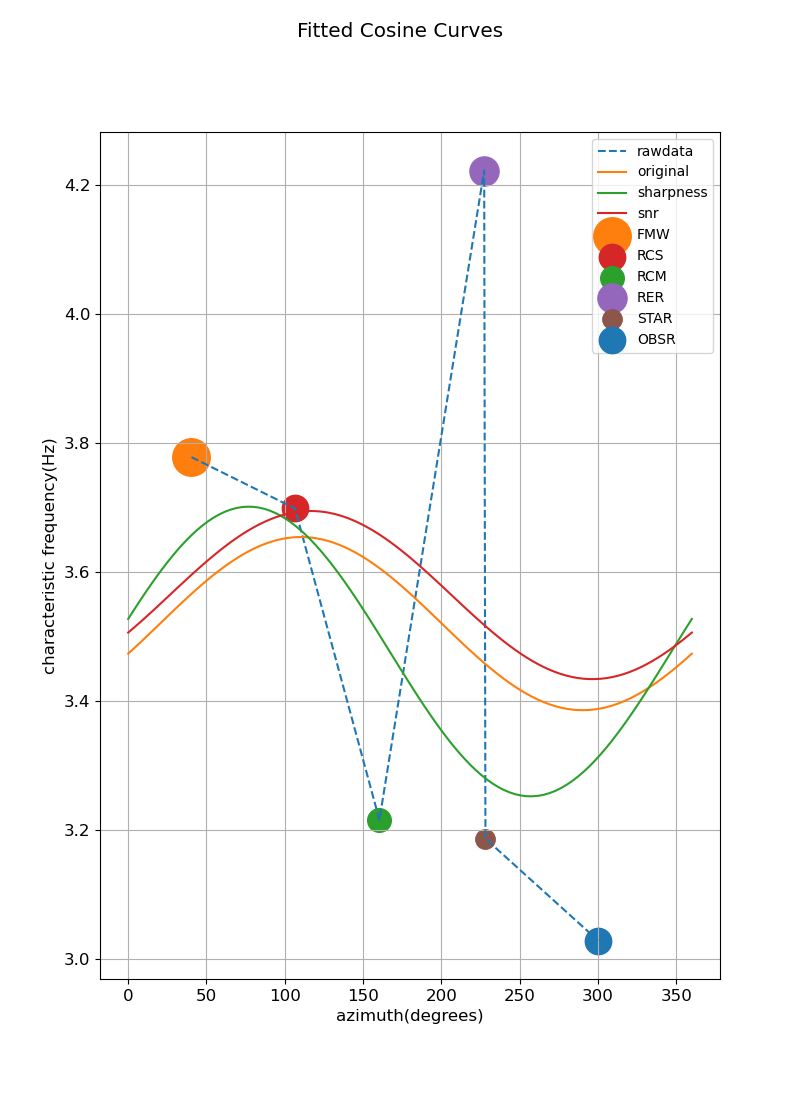 Fitted Cosine Curves
characteristic frequency(Hz)
4.2
4.0
3.8
3.6
3.4
3.2
3.0
rawdata
original
sharpness
snr
FMW
RCS
RCM
RER
STAR
OBSR
0 50 100 150 200 250 300 350
azimuth(degrees)